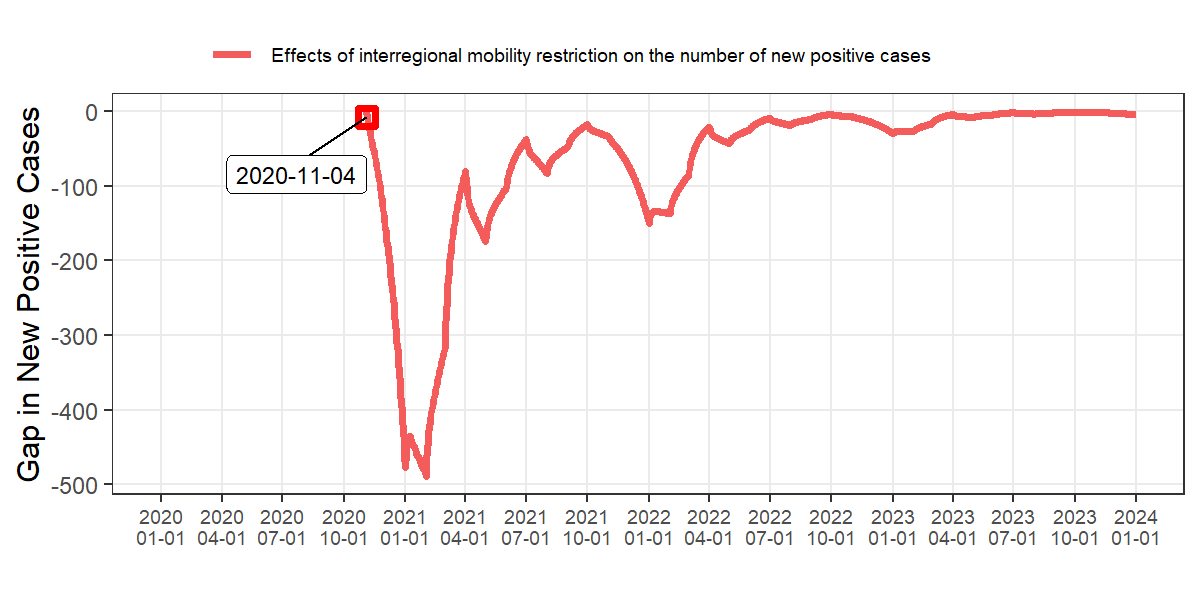 Effects of interregional mobility restriction on the number of new positive cases
Gap in New Positive Cases
0
-100
-200
-300
-400
-500
2020-11-04
2020 2020 2020 2020 2021 2021 2021 2021 2022 2022 2022 2022 2023 2023 2023 2023 2024
01-01 04-01 07-01 10-01 01-01 04-01 07-01 10-01 01-01 04-01 07-01 10-01 01-01 04-01 07-01 10-01 01-01